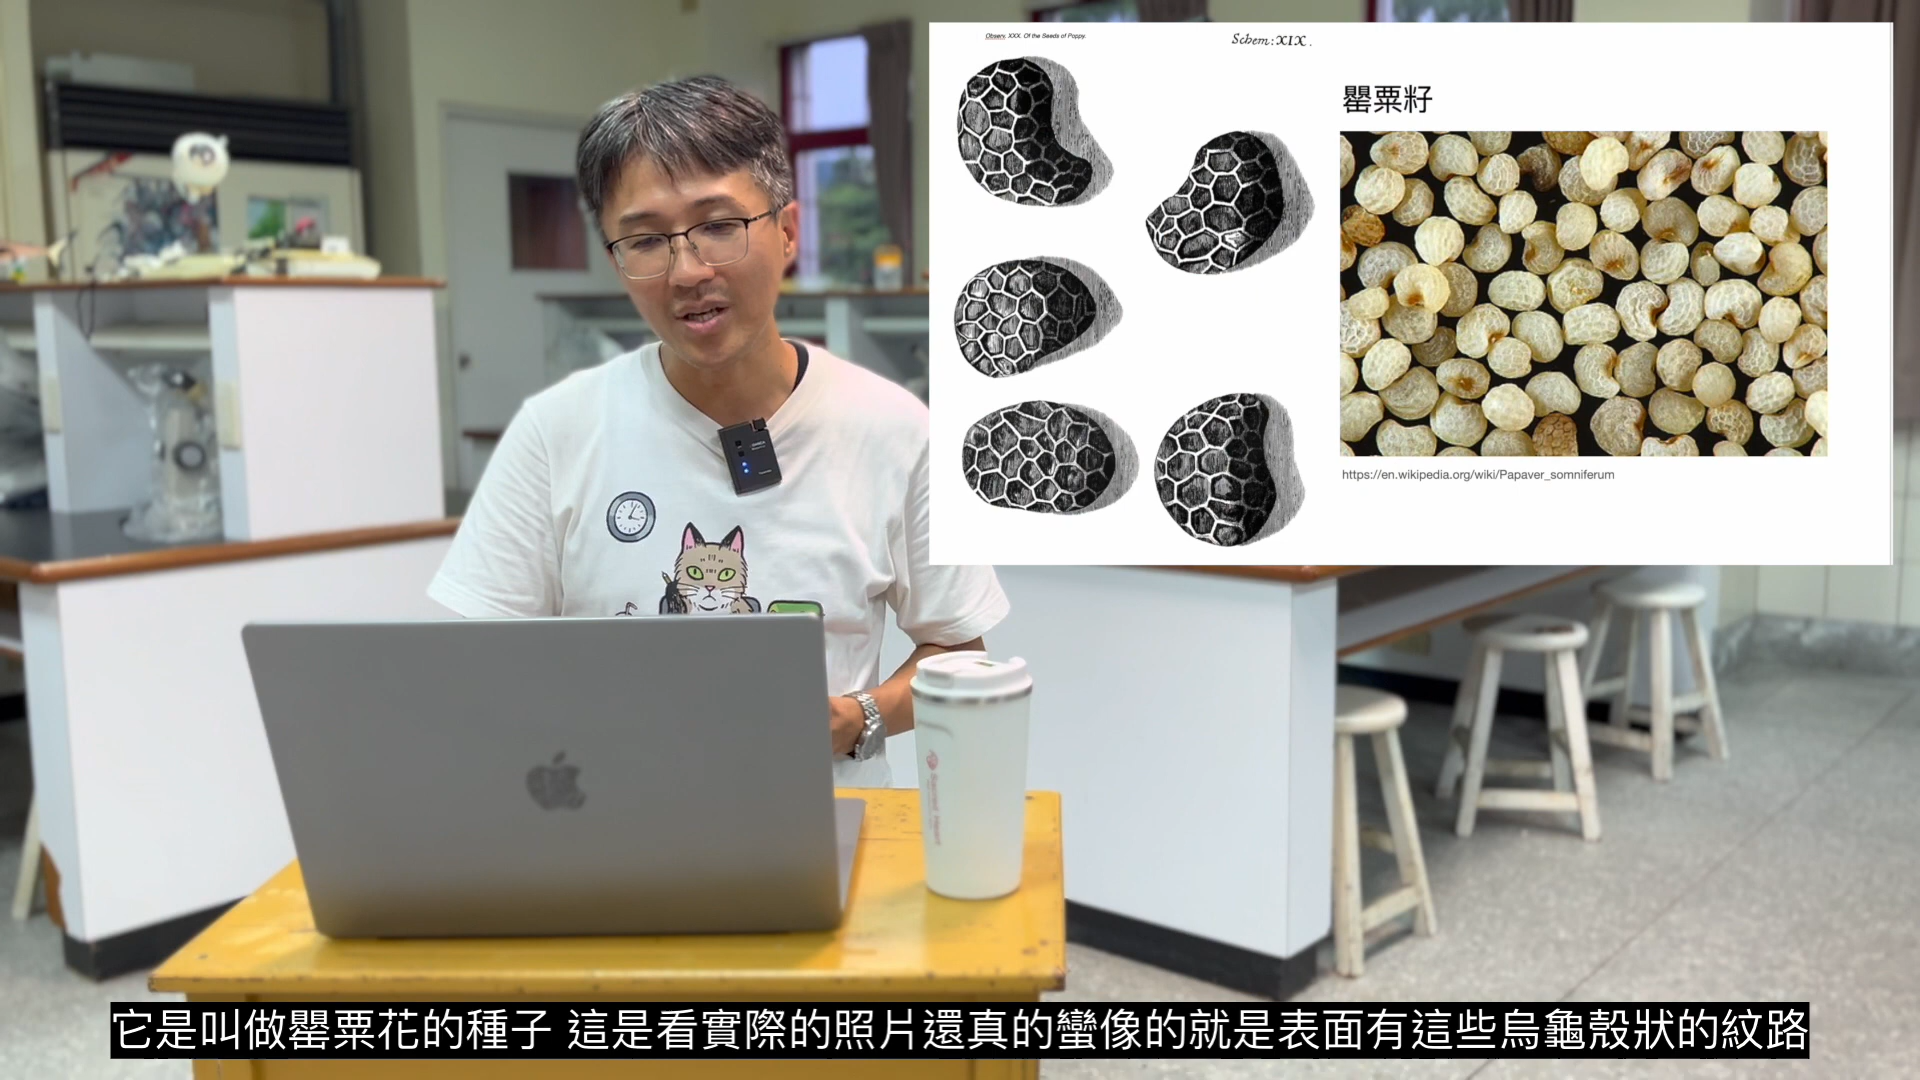 Observ. XXX. Of the Seeds of Poppy.
Schem: XIX.
罌粟籽
https://en.wikipedia.org/wiki/Papaver_somniferum
它是叫做罌粟花的種子 這是看實際的照片還真的蠻像的就是表面有這些烏龜殼狀的紋路